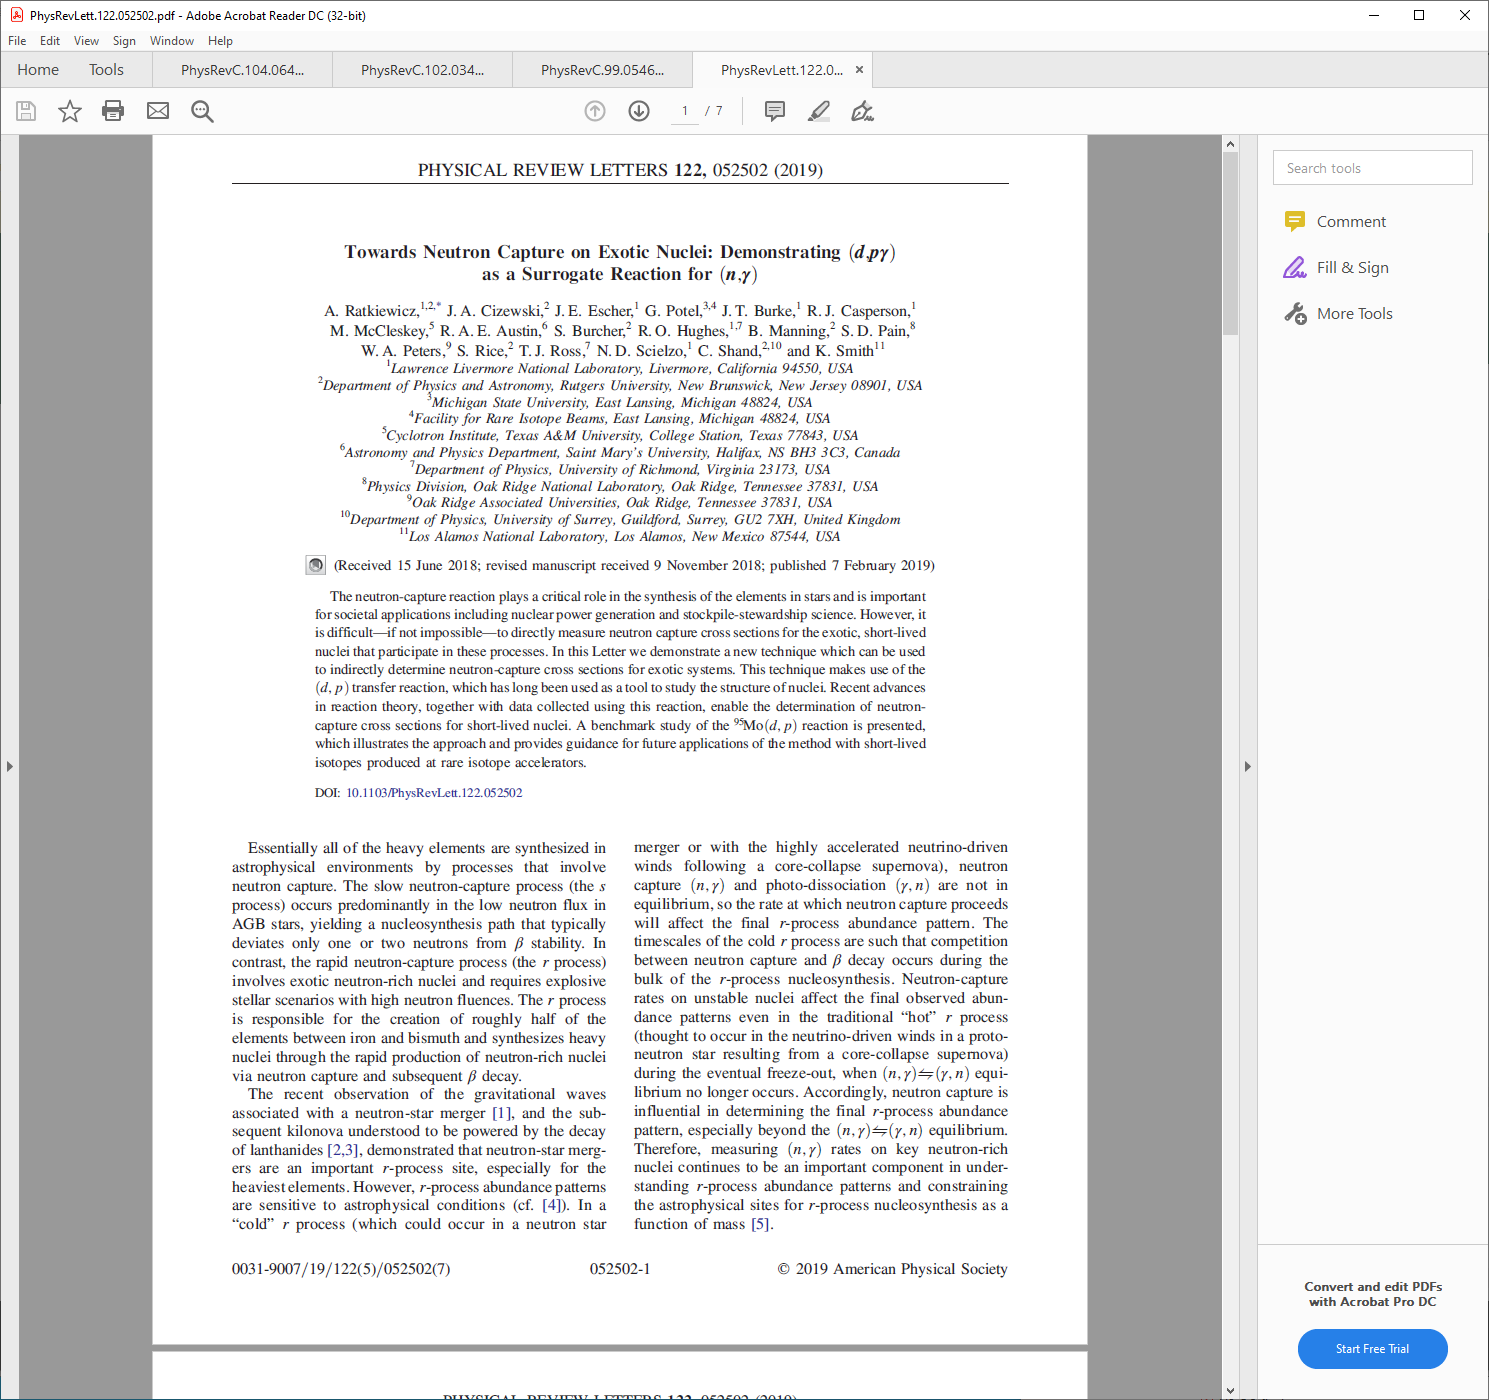 PhysRevLett.122.052502.pdf - Adobe Acrobat Reader DC (32-bit)
File Edit View Sign Window Help
Home Tools PhysRevC.104.064... PhysRevC.102.034... PhysRevC.99.0546... PhysRevLett.122.0... ×
1 / 7
PHYSICAL REVIEW LETTERS 122, 052502 (2019)
Towards Neutron Capture on Exotic Nuclei: Demonstrating (d,pγ)
as a Surrogate Reaction for (n,γ)
A. Ratkiewicz,1,2,* J. A. Cizewski,2 J. E. Escher,1 G. Potel,3,4 J. T. Burke,1 R. J. Casperson,1
M. McCleskey,5 R. A. E. Austin,6 S. Burcher,2 R. O. Hughes,1,7 B. Manning,2 S. D. Pain,8
W. A. Peters,9 S. Rice,2 T. J. Ross,7 N. D. Scielzo,1 C. Shand,2,10 and K. Smith11
1Lawrence Livermore National Laboratory, Livermore, California 94550, USA
2Department of Physics and Astronomy, Rutgers University, New Brunswick, New Jersey 08901, USA
3Michigan State University, East Lansing, Michigan 48824, USA
4Facility for Rare Isotope Beams, East Lansing, Michigan 48824, USA
5Cyclotron Institute, Texas A&M University, College Station, Texas 77843, USA
6Astronomy and Physics Department, Saint Mary's University, Halifax, NS BH3 3C3, Canada
7Department of Physics, University of Richmond, Virginia 23173, USA
8Physics Division, Oak Ridge National Laboratory, Oak Ridge, Tennessee 37831, USA
9Oak Ridge Associated Universities, Oak Ridge, Tennessee 37831, USA
10Department of Physics, University of Surrey, Guildford, Surrey, GU2 7XH, United Kingdom
11Los Alamos National Laboratory, Los Alamos, New Mexico 87544, USA
(Received 15 June 2018; revised manuscript received 9 November 2018; published 7 February 2019)
The neutron-capture reaction plays a critical role in the synthesis of the elements in stars and is important
for societal applications including nuclear power generation and stockpile-stewardship science. However, it
is difficult—if not impossible—to directly measure neutron capture cross sections for the exotic, short-lived
nuclei that participate in these processes. In this Letter we demonstrate a new technique which can be used
to indirectly determine neutron-capture cross sections for exotic systems. This technique makes use of the
(d, p) transfer reaction, which has long been used as a tool to study the structure of nuclei. Recent advances
in reaction theory, together with data collected using this reaction, enable the determination of neutron-
capture cross sections for short-lived nuclei. A benchmark study of the 95Mo(d, p) reaction is presented,
which illustrates the approach and provides guidance for future applications of the method with short-lived
isotopes produced at rare isotope accelerators.
DOI: 10.1103/PhysRevLett.122.052502
Essentially all of the heavy elements are synthesized in
astrophysical environments by processes that involve
neutron capture. The slow neutron-capture process (the s
process) occurs predominantly in the low neutron flux in
AGB stars, yielding a nucleosynthesis path that typically
deviates only one or two neutrons from β stability. In
contrast, the rapid neutron-capture process (the r process)
involves exotic neutron-rich nuclei and requires explosive
stellar scenarios with high neutron fluences. The r process
is responsible for the creation of roughly half of the
elements between iron and bismuth and synthesizes heavy
nuclei through the rapid production of neutron-rich nuclei
via neutron capture and subsequent β decay.
The recent observation of the gravitational waves
associated with a neutron-star merger [1], and the sub-
sequent kilonova understood to be powered by the decay
of lanthanides [2,3], demonstrated that neutron-star merg-
ers are an important r-process site, especially for the
heaviest elements. However, r-process abundance patterns
are sensitive to astrophysical conditions (cf. [4]). In a
“cold” r process (which could occur in a neutron star
merger or with the highly accelerated neutrino-driven
winds following a core-collapse supernova), neutron
capture (n, γ) and photo-dissociation (γ, n) are not in
equilibrium, so the rate at which neutron capture proceeds
will affect the final r-process abundance pattern. The
timescales of the cold r process are such that competition
between neutron capture and β decay occurs during the
bulk of the r-process nucleosynthesis. Neutron-capture
rates on unstable nuclei affect the final observed abun-
dance patterns even in the traditional “hot” r process
(thought to occur in the neutrino-driven winds in a proto-
neutron star resulting from a core-collapse supernova)
during the eventual freeze-out, when (n, γ)⇋(γ, n) equi-
librium no longer occurs. Accordingly, neutron capture is
influential in determining the final r-process abundance
pattern, especially beyond the (n, γ)⇋(γ, n) equilibrium.
Therefore, measuring (n, γ) rates on key neutron-rich
nuclei continues to be an important component in under-
standing r-process abundance patterns and constraining
the astrophysical sites for r-process nucleosynthesis as a
function of mass [5].
0031-9007/19/122(5)/052502(7) 052502-1 © 2019 American Physical Society
PHYSICAL REVIEW LETTERS 122, 052502 (2019)
Search tools
Comment
Fill & Sign
More Tools
Convert and edit PDFs
with Acrobat Pro DC
Start Free Trial